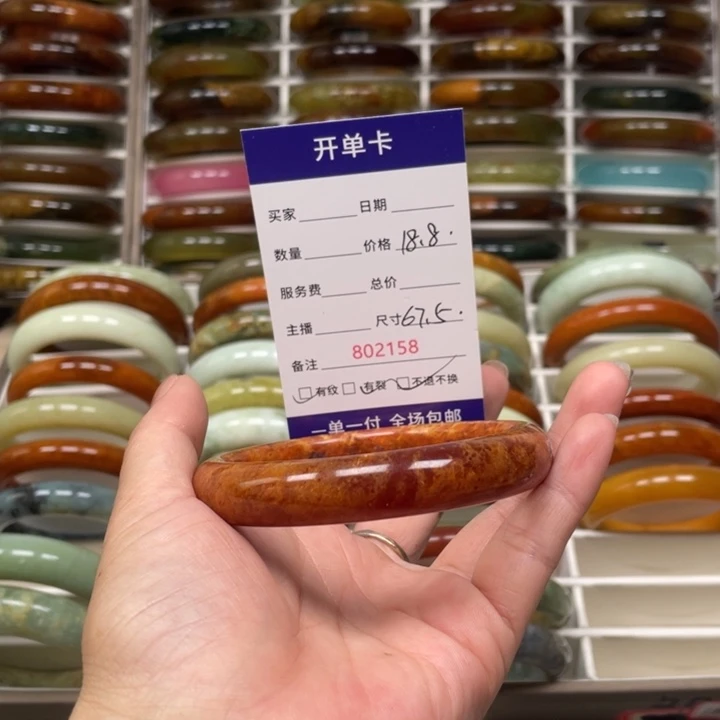 开单卡
买家 日期
数量 价格 18.8.
服务费 总价
主播 尺寸 67.5.
备注 802158
□有纹 □有裂 □不退不换
一单一付 全场包邮